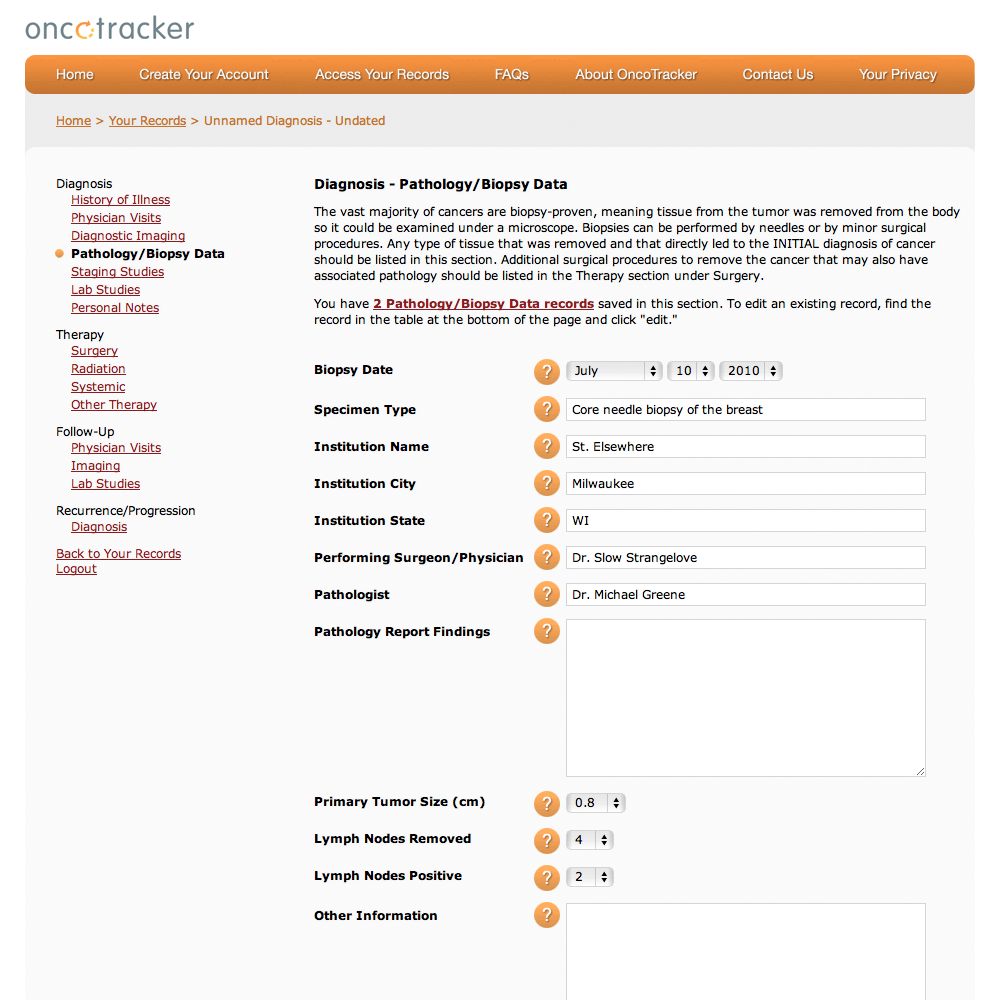 oncotracker
Home Create Your Account Access Your Records FAQs About OncoTracker Contact Us Your Privacy
Home > Your Records > Unnamed Diagnosis - Undated
Diagnosis
History of Illness
Physician Visits
Diagnostic Imaging
Pathology/Biopsy Data
Staging Studies
Lab Studies
Personal Notes
Therapy
Surgery
Radiation
Systemic
Other Therapy
Follow-Up
Physician Visits
Imaging
Lab Studies
Recurrence/Progression
Diagnosis
Back to Your Records
Logout
Diagnosis - Pathology/Biopsy Data
The vast majority of cancers are biopsy-proven, meaning tissue from the tumor was removed from the body
so it could be examined under a microscope. Biopsies can be performed by needles or by minor surgical
procedures. Any type of tissue that was removed and that directly led to the INITIAL diagnosis of cancer
should be listed in this section. Additional surgical procedures to remove the cancer that may also have
associated pathology should be listed in the Therapy section under Surgery.
You have 2 Pathology/Biopsy Data records saved in this section. To edit an existing record, find the
record in the table at the bottom of the page and click "edit."
Biopsy Date ? July 10 2010
Specimen Type ? Core needle biopsy of the breast
Institution Name ? St. Elsewhere
Institution City ? Milwaukee
Institution State ? WI
Performing Surgeon/Physician ? Dr. Slow Strangelove
Pathologist ? Dr. Michael Greene
Pathology Report Findings ?
Primary Tumor Size (cm) ? 0.8
Lymph Nodes Removed ? 4
Lymph Nodes Positive ? 2
Other Information ?